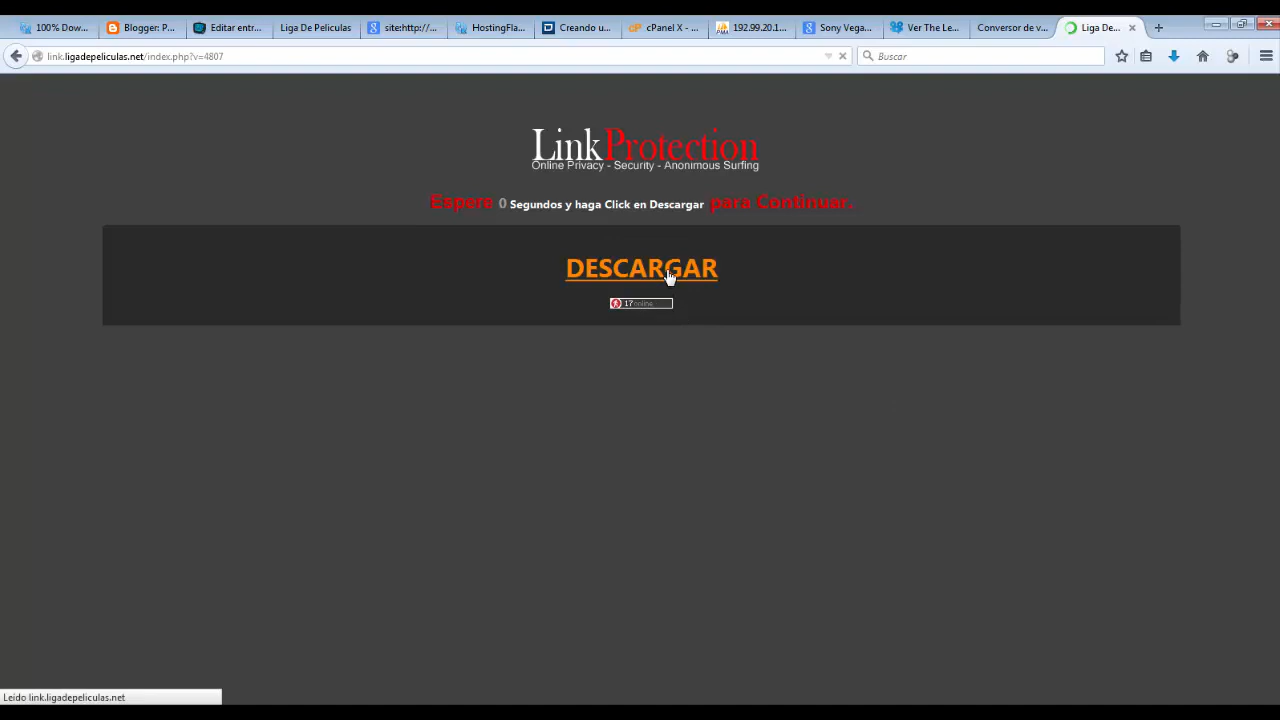 100% Dow...
Blogger: P...
Editar entr...
Liga De Peliculas
site:http://...
HostingFla...
Creando u...
cPanel X - ...
192.99.20.1...
Sony Vega...
Ver The Le...
Conversor de v...
Liga De...
link.ligadepeliculas.net/index.php?v=4807
Buscar
LinkProtection
Online Privacy - Security - Anonimous Surfing
Espere 0 Segundos y haga Click en Descargar para Continuar.
DESCARGAR
17 online
Leído link.ligadepeliculas.net